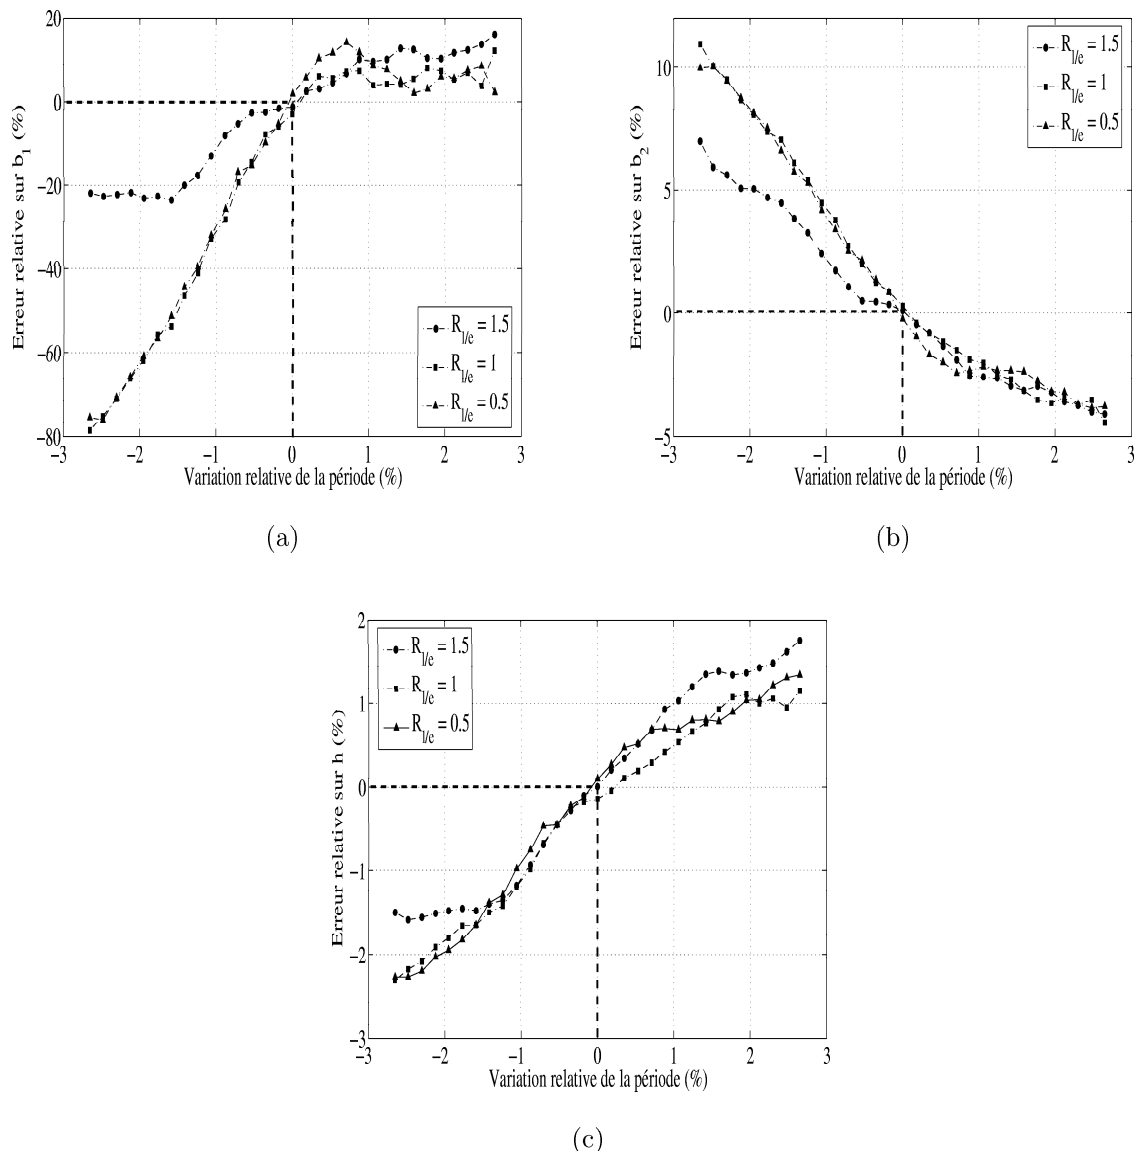 20
0
−20
−40
−60
−80
−3
−2
−1
0
1
2
3
Erreur relative sur b1 (%)
Variation relative de la période (%)
Rl/e = 1.5
Rl/e = 1
Rl/e = 0.5
(a)
10
5
0
−5
−3
−2
−1
0
1
2
3
Erreur relative sur b2 (%)
Variation relative de la période (%)
Rl/e = 1.5
Rl/e = 1
Rl/e = 0.5
(b)
2
1
0
−1
−2
−3
−3
−2
−1
0
1
2
3
Erreur relative sur h (%)
Variation relative de la période (%)
Rl/e = 1.5
Rl/e = 1
Rl/e = 0.5
(c)